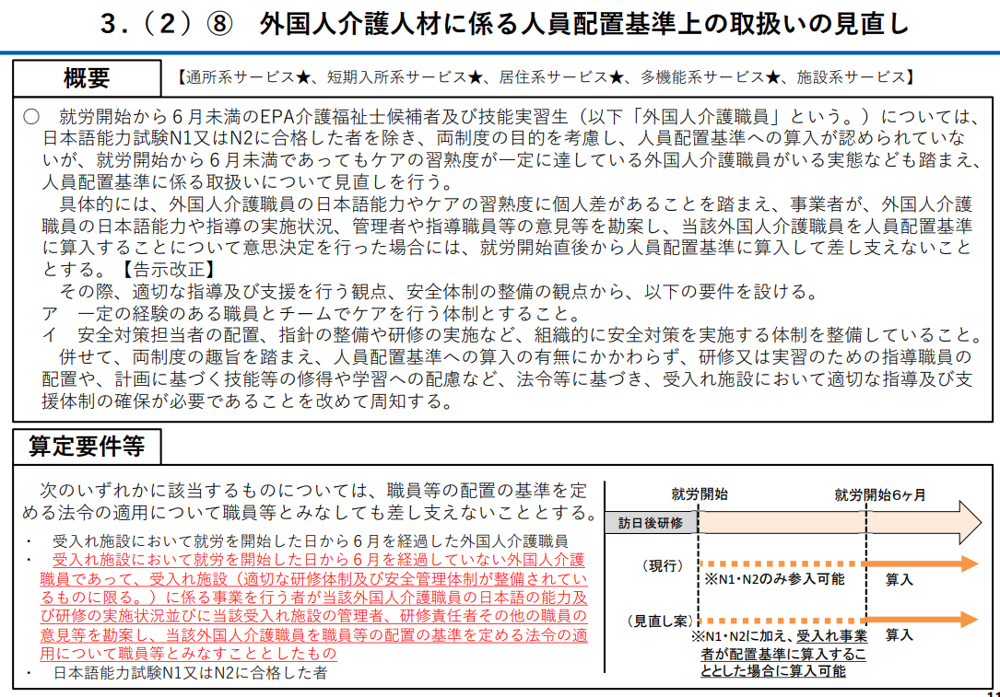 ３．（２）⑧　外国人介護人材に係る人員配置基準上の取扱いの見直し
概要
【通所系サービス★、短期入所系サービス★、居住系サービス★、多機能系サービス★、施設系サービス】
○　就労開始から６月未満のEPA介護福祉士候補者及び技能実習生（以下「外国人介護職員」という。）については、
日本語能力試験N1又はN2に合格した者を除き、両制度の目的を考慮し、人員配置基準への算入が認められていな
いが、就労開始から６月未満であってもケアの習熟度が一定に達している外国人介護職員がいる実態なども踏まえ、
人員配置基準に係る取扱いについて見直しを行う。
具体的には、外国人介護職員の日本語能力やケアの習熟度に個人差があることを踏まえ、事業者が、外国人介護
職員の日本語能力や指導の実施状況、管理者や指導職員等の意見等を勘案し、当該外国人介護職員を人員配置基準
に算入することについて意思決定を行った場合には、就労開始直後から人員配置基準に算入して差し支えないこと
とする。【告示改正】
その際、適切な指導及び支援を行う観点、安全体制の整備の観点から、以下の要件を設ける。
ア　一定の経験のある職員とチームでケアを行う体制とすること。
イ　安全対策担当者の配置、指針の整備や研修の実施など、組織的に安全対策を実施する体制を整備していること。
併せて、両制度の趣旨を踏まえ、人員配置基準への算入の有無にかかわらず、研修又は実習のための指導職員の
配置や、計画に基づく技能等の修得や学習への配慮など、法令等に基づき、受入れ施設において適切な指導及び支
援体制の確保が必要であることを改めて周知する。
算定要件等
次のいずれかに該当するものについては、職員等の配置の基準を定
める法令の適用について職員等とみなしても差し支えないこととする。
・　受入れ施設において就労を開始した日から６月を経過した外国人介護職員
・　受入れ施設において就労を開始した日から６月を経過していない外国人介護
職員であって、受入れ施設（適切な研修体制及び安全管理体制が整備されてい
るものに限る。）に係る事業を行う者が当該外国人介護職員の日本語の能力及
び研修の実施状況並びに当該受入れ施設の管理者、研修責任者その他の職員の
意見等を勘案し、当該外国人介護職員を職員等の配置の基準を定める法令の適
用について職員等とみなすこととしたもの
・　日本語能力試験N1又はN2に合格した者
就労開始
就労開始６ヶ月
訪日後研修
（現行）
※N1・N2のみ参入可能
算入
（見直し案）
※N1・N2に加え、受入れ事業
者が配置基準に算入するこ
ととした場合に算入可能
算入